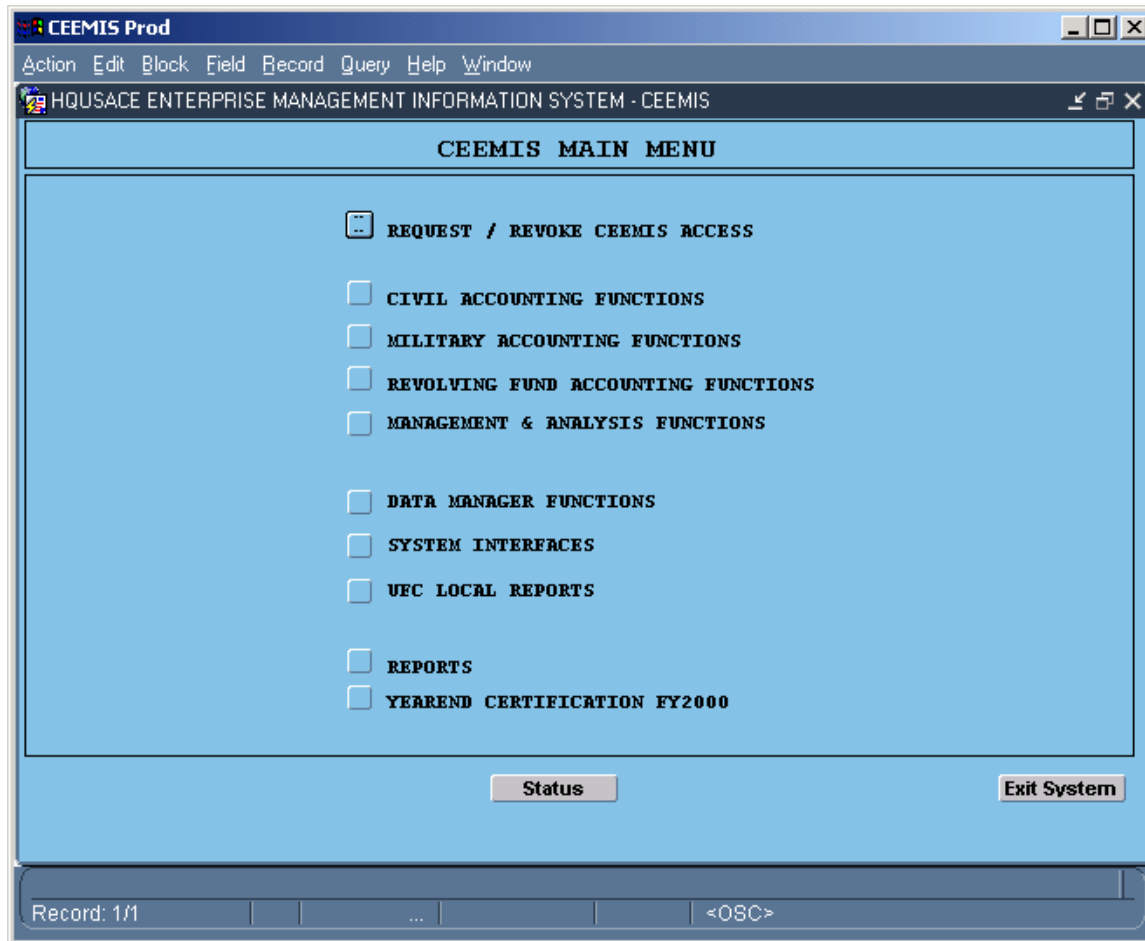 CEEMIS Prod
Action Edit Block Field Record Query Help Window
HQUSACE ENTERPRISE MANAGEMENT INFORMATION SYSTEM - CEEMIS
CEEMIS MAIN MENU
REQUEST / REVOKE CEEMIS ACCESS
CIVIL ACCOUNTING FUNCTIONS
MILITARY ACCOUNTING FUNCTIONS
REVOLVING FUND ACCOUNTING FUNCTIONS
MANAGEMENT & ANALYSIS FUNCTIONS
DATA MANAGER FUNCTIONS
SYSTEM INTERFACES
UFC LOCAL REPORTS
REPORTS
YEAREND CERTIFICATION FY2000
Status Exit System
Record: 1/1 ... <OSC>